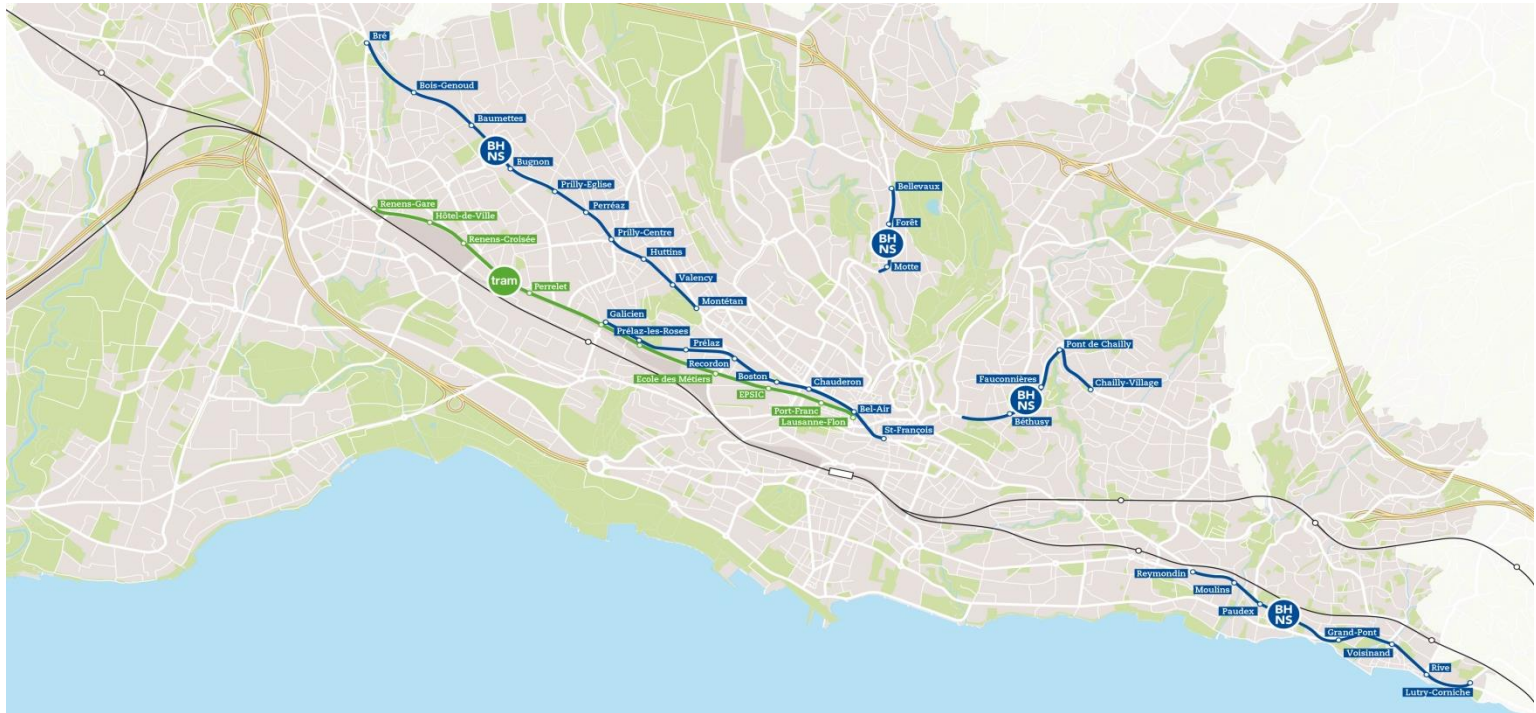 Bré
Bois-Genoud
Baumettes
BH
NS
Bugnon
Prilly-Eglise
Perréaz
Prilly-Centre
Huttins
Valency
Montétan
Renens-Gare
Hôtel-de-Ville
Renens-Croisée
tram
Perrelet
Galicien
Prélaz-les-Roses
Prélaz
Recordon
Ecole des Métiers
Boston
EPSIC
Chauderon
Port-Franc
Bel-Air
Lausanne-Flon
St-François
Bellevaux
Forêt
BH
NS
Motte
Pont de Chailly
Fauconnières
Chailly-Village
BH
NS
Béthusy
Reymondin
Moulins
Paudex
BH
NS
Grand-Pont
Voisinand
Rive
Lutry-Corniche